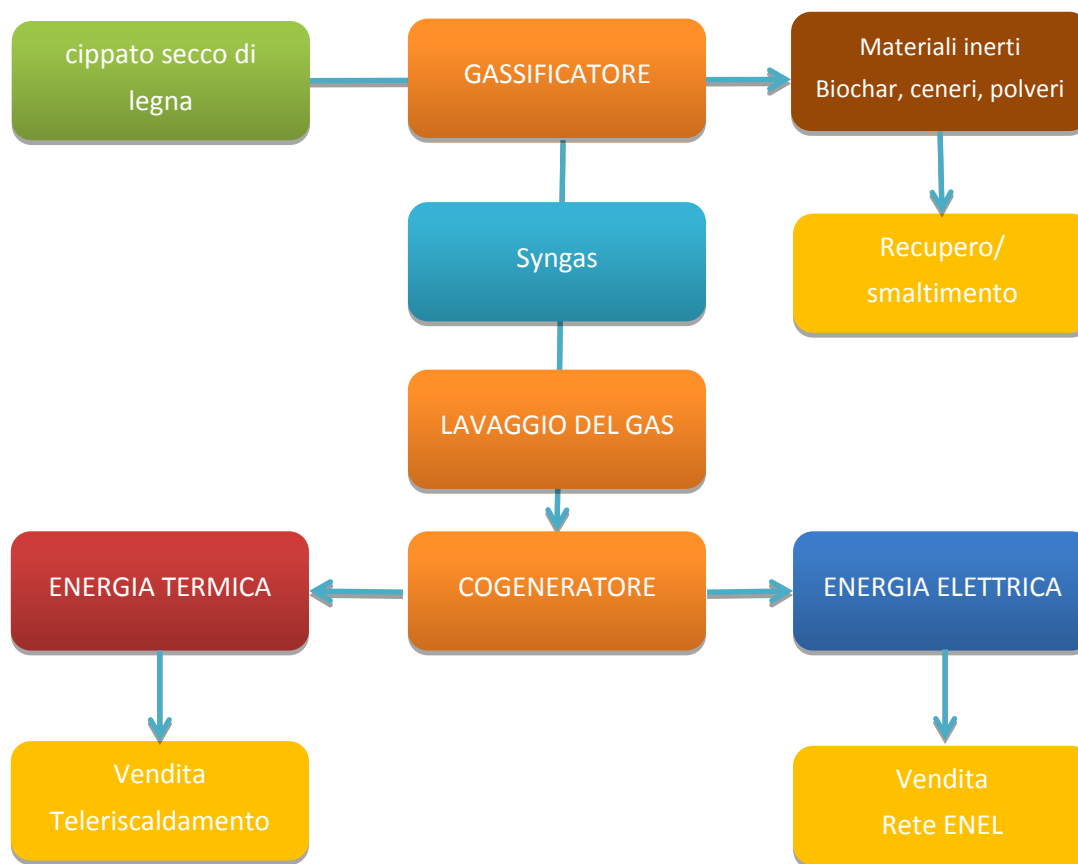 cippato secco di
legna
GASSIFICATORE
Materiali inerti
Biochar, ceneri, polveri
Syngas
Recupero/
smaltimento
LAVAGGIO DEL GAS
ENERGIA TERMICA
COGENERATORE
ENERGIA ELETTRICA
Vendita
Teleriscaldamento
Vendita
Rete ENEL